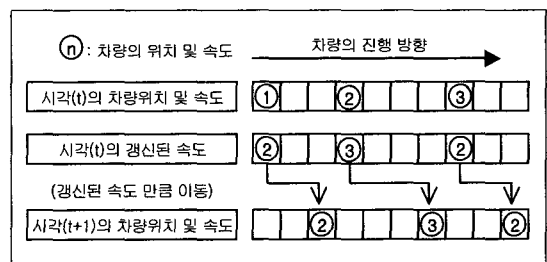 ⓝ: 차량의 위치 및 속도
차량의 진행 방향
시각(t)의 차량위치 및 속도
① ② ③
시각(t)의 갱신된 속도
② ③ ②
(갱신된 속도 만큼 이동)
시각(t+1)의 차량위치 및 속도
② ③ ②